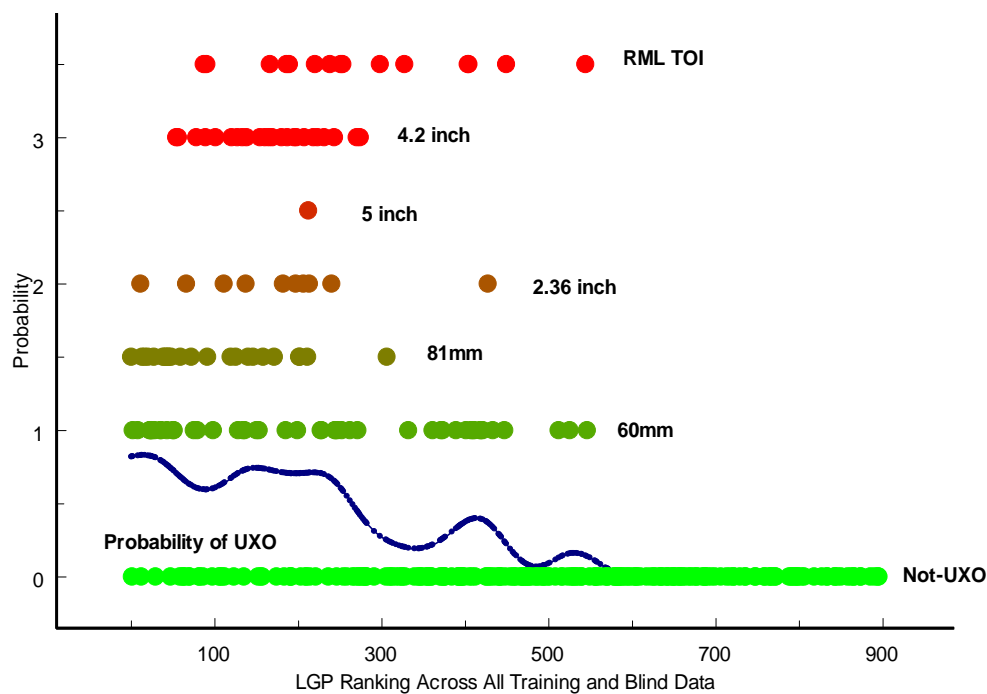 RML TOI
3
4.2 inch
5 inch
2
2.36 inch
Probability
81mm
1
60mm
Probability of UXO
0
Not-UXO
100 300 500 700 900
LGP Ranking Across All Training and Blind Data